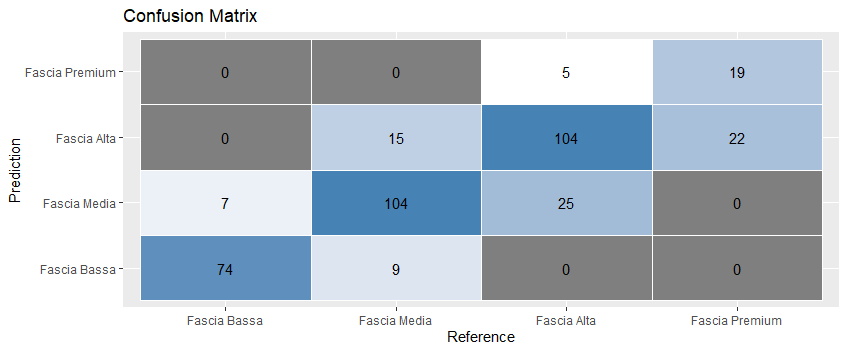 Confusion Matrix
Prediction
Fascia Premium 0 0 5 19
Fascia Alta 0 15 104 22
Fascia Media 7 104 25 0
Fascia Bassa 74 9 0 0
Fascia Bassa Fascia Media Fascia Alta Fascia Premium
Reference